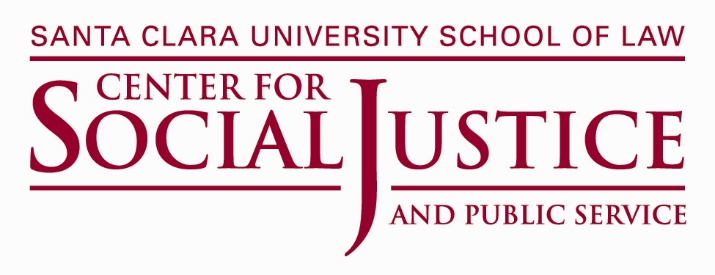 SANTA CLARA UNIVERSITY SCHOOL OF LAW
CENTER FOR
SOCIAL JUSTICE
AND PUBLIC SERVICE